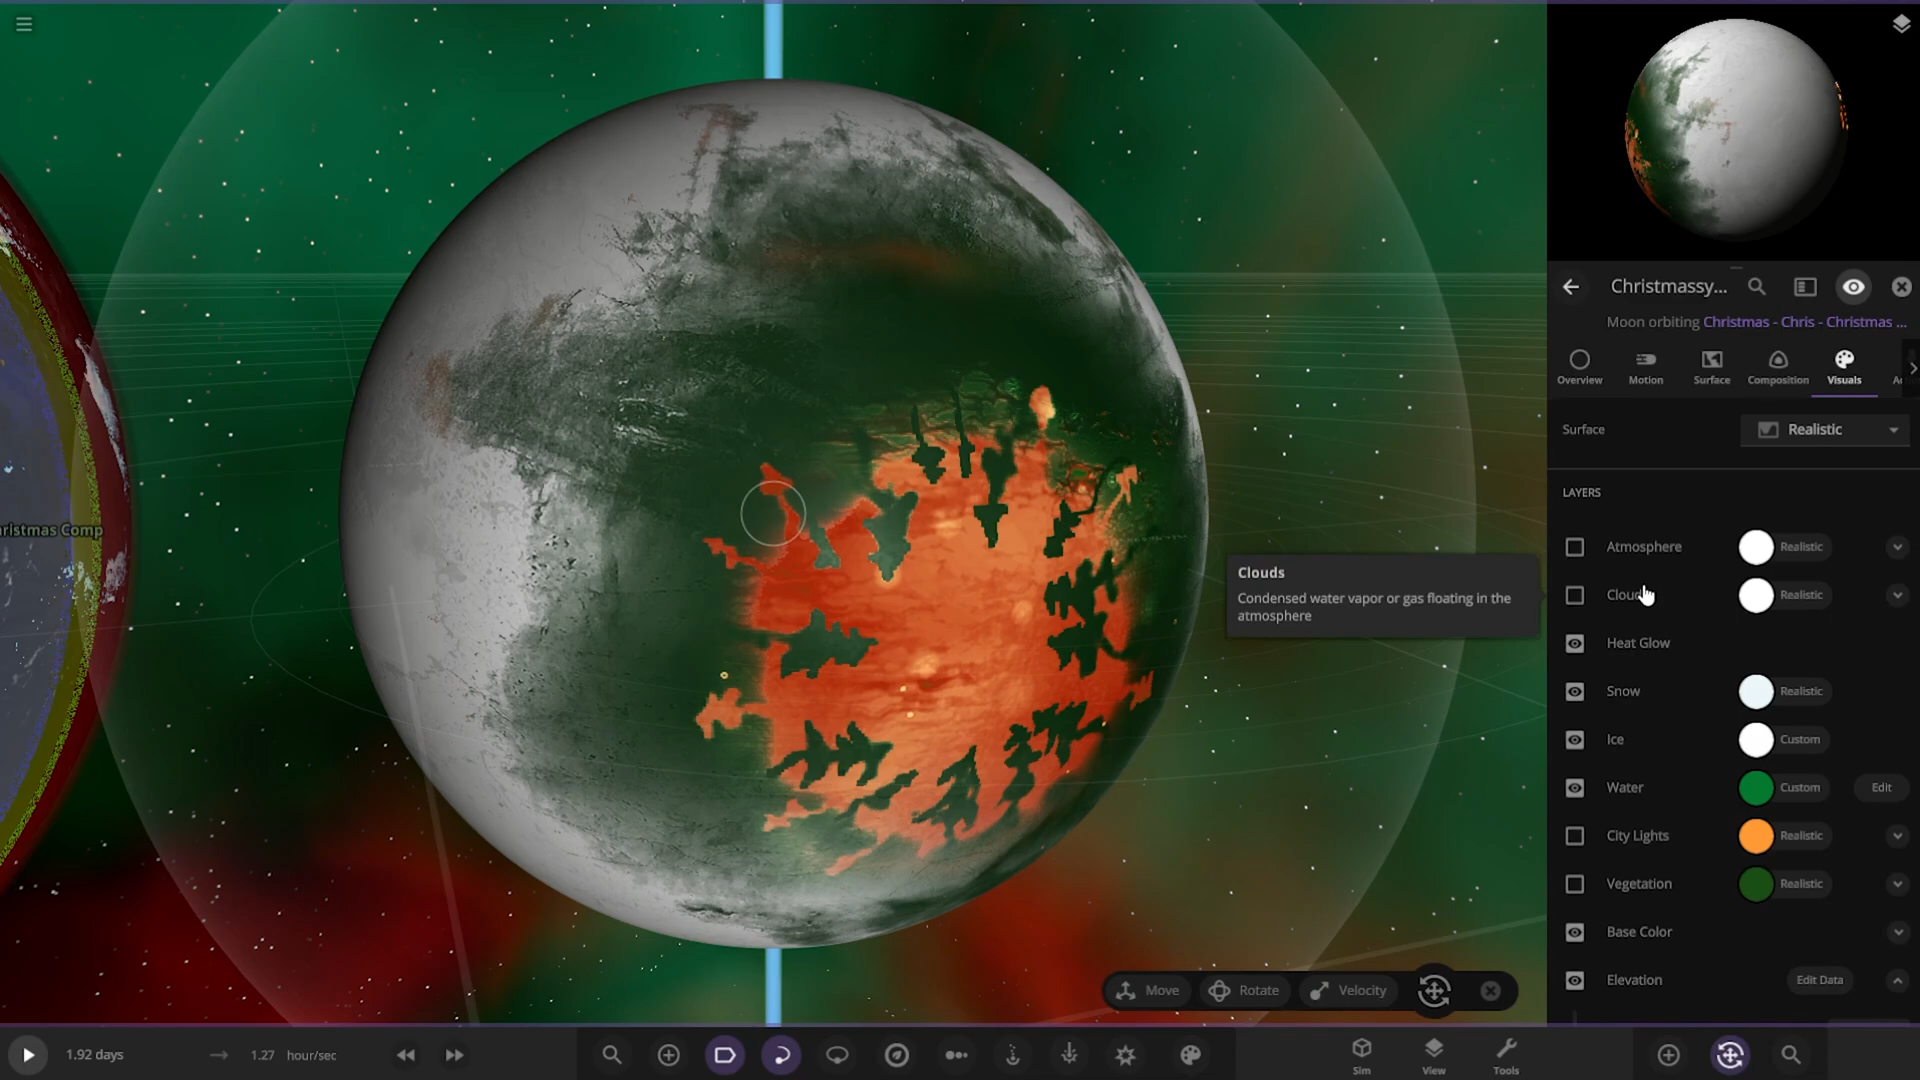 Christmassy...
Moon orbiting Christmas - Chris - Christmas ...
Overview
Motion
Surface
Composition
Visuals
Surface
Realistic
LAYERS
Atmosphere
Realistic
Realistic
Heat Glow
Snow
Realistic
Ice
Custom
Water
Custom
Edit
City Lights
Realistic
Vegetation
Realistic
Base Color
Elevation
Edit Data
Clouds
Condensed water vapor or gas floating in the
atmosphere
ristmas Comp
Move
Rotate
Velocity
1.92 days
1.27 hour/sec
Sim
View
Tools